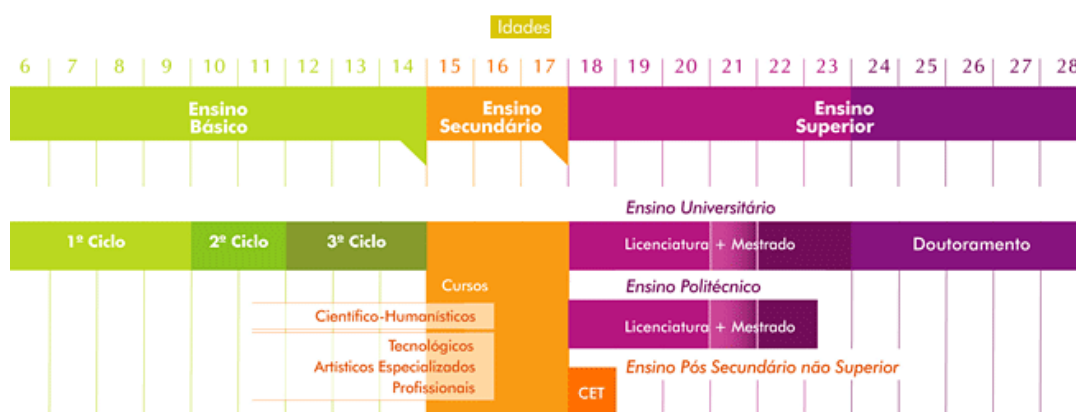 Idades
6 7 8 9 10 11 12 13 14 15 16 17 18 19 20 21 22 23 24 25 26 27 28
Ensino
Básico
Ensino
Secundário
Ensino
Superior
Ensino Universitário
1º Ciclo 2º Ciclo 3º Ciclo Licenciatura + Mestrado Doutoramento
Cursos
Ensino Politécnico
Científico-Humanísticos
Licenciatura + Mestrado
Tecnológicos
Artísticos Especializados
Profissionais
Ensino Pós Secundário não Superior
CET